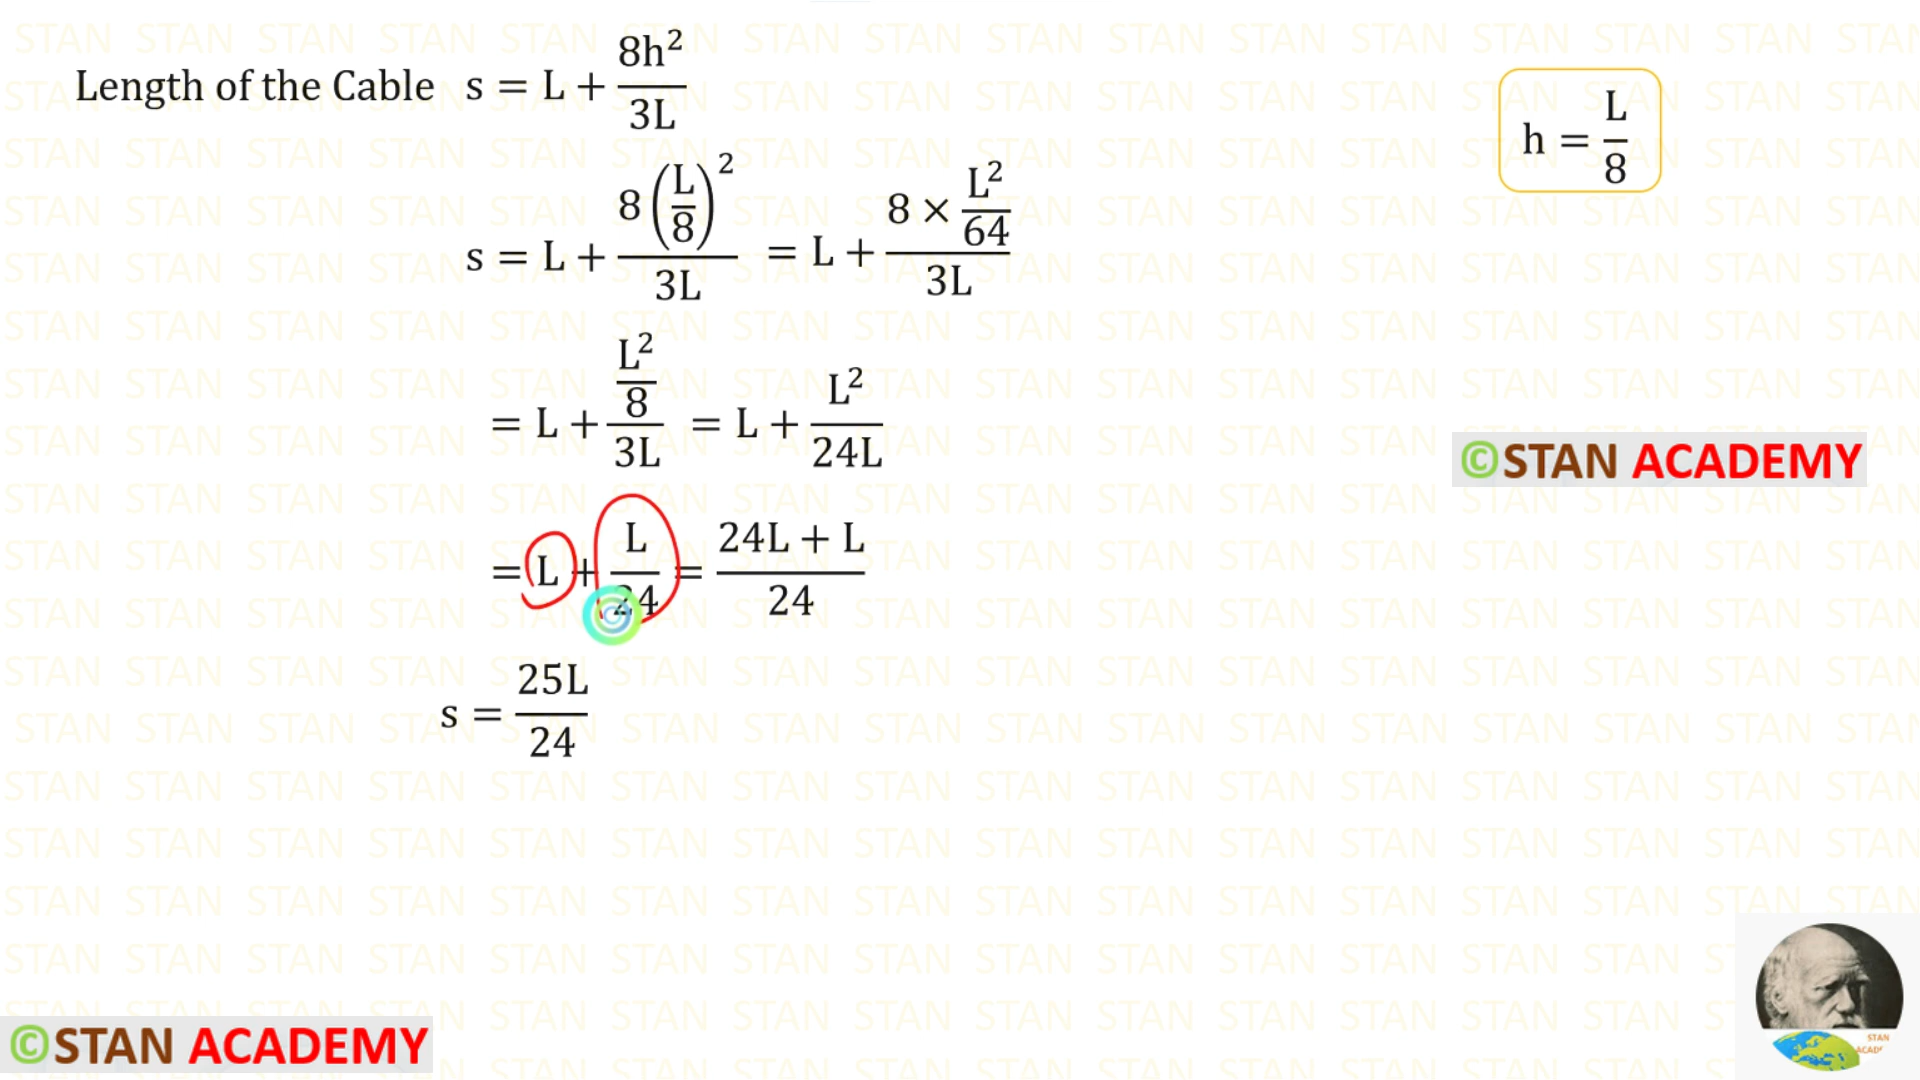 Length of the Cable s = L + 8h²/3L
h = L/8
s = L + 8(L/8)²/3L = L + 8 × L²/64/3L
= L + L²/8/3L = L + L²/24L
©STAN ACADEMY
= L + L/24 = 24L + L/24
s = 25L/24
©STAN ACADEMY
STAN